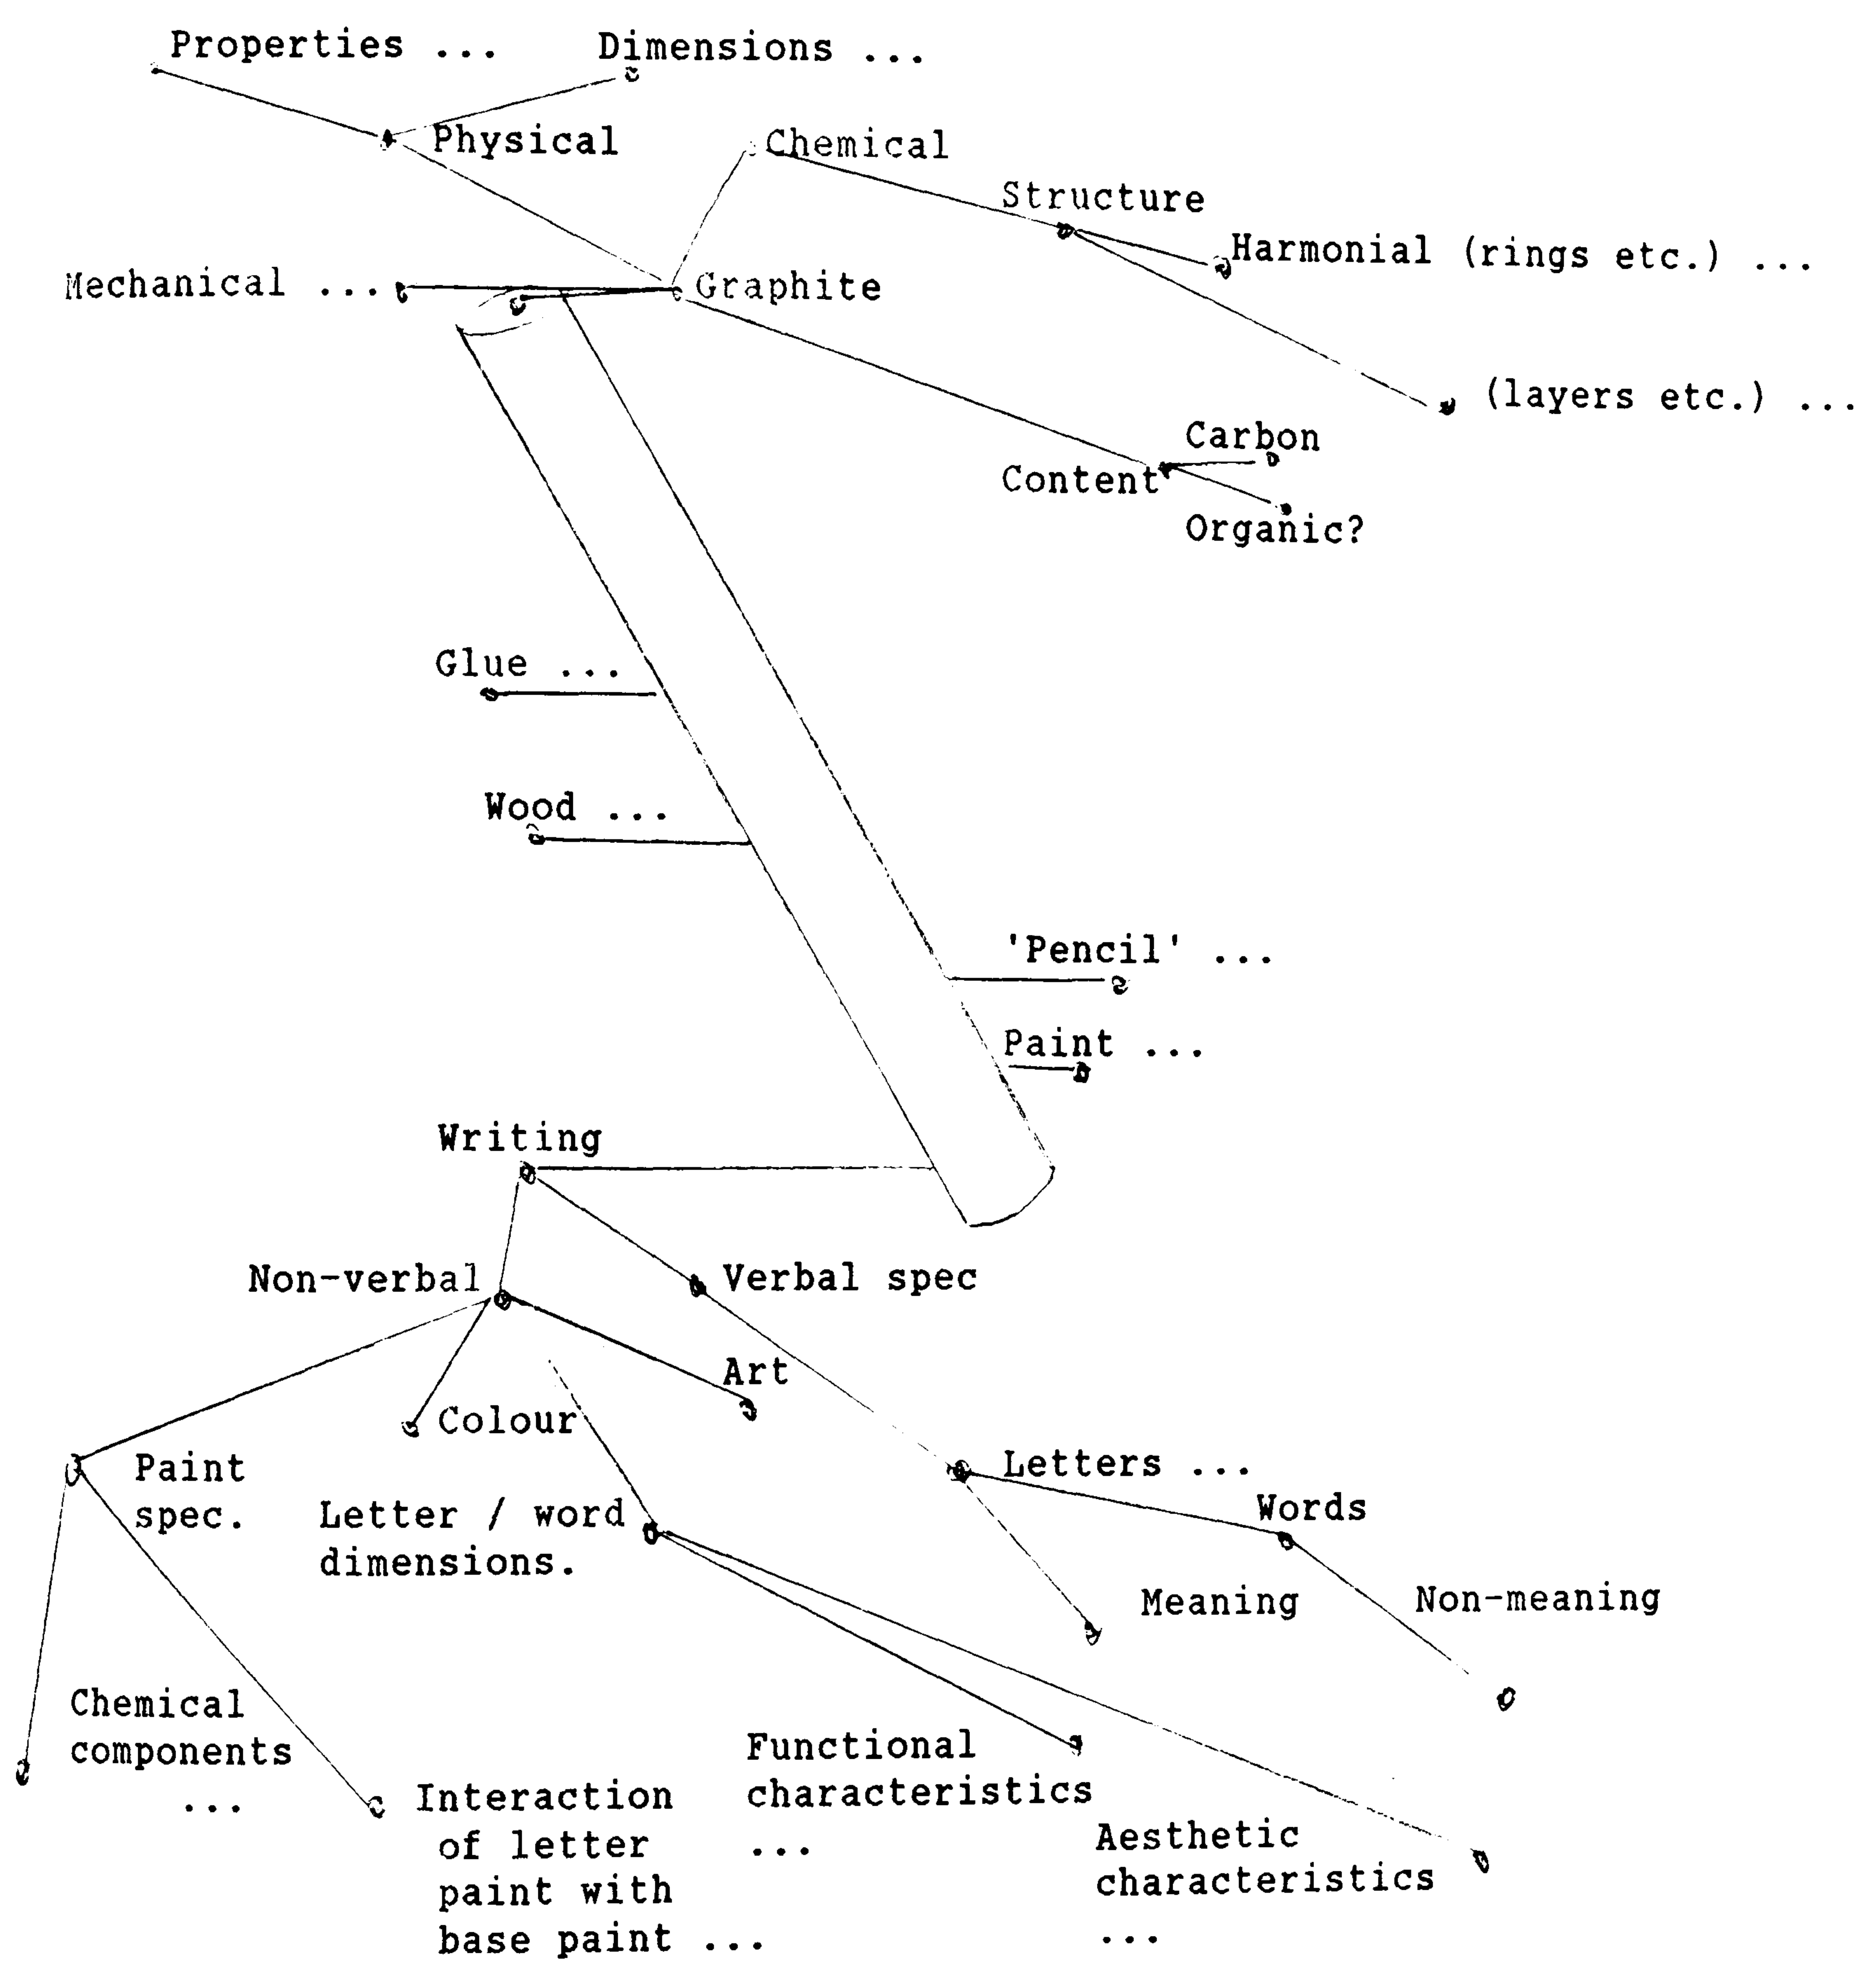 Properties ...
Dimensions ...
Physical
Chemical
Structure
Harmonial (rings etc.) ...
Mechanical ...
Graphite
(layers etc.) ...
Carbon
Content
Organic?
Glue ...
Wood ...
'Pencil' ...
Paint ...
Writing
Non-verbal
Verbal spec
Art
Colour
Paint
spec.
Letter / word
dimensions.
Letters ...
Words
Meaning
Non-meaning
Chemical
components
...
Interaction
of letter
paint with
base paint ...
Functional
characteristics
...
Aesthetic
characteristics
...